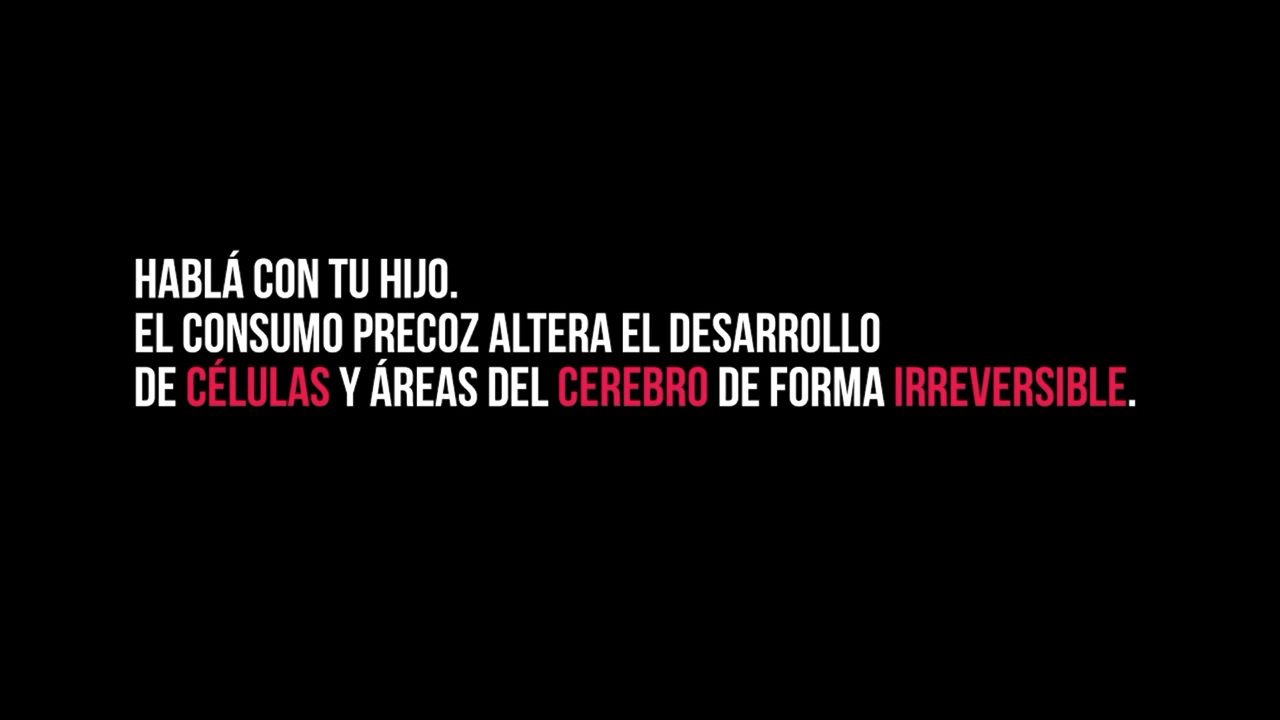 HABLÁ CON TU HIJO.
EL CONSUMO PRECOZ ALTERA EL DESARROLLO
DE CÉLULAS Y ÁREAS DEL CEREBRO DE FORMA IRREVERSIBLE.